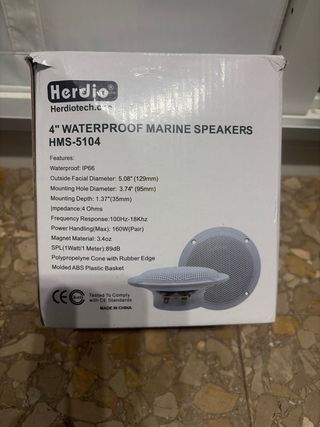 Herdio®
Herdiotech.c
4" WATERPROOF MARINE SPEAKERS
HMS-5104
Features:
Waterproof: IP66
Outside Facial Diameter: 5.08"(129mm)
Mounting Hole Diameter: 3.74"(95mm)
Mounting Depth: 1.37"(35mm)
Impedance:4 Ohms
Frequency Response:100Hz-18Khz
Power Handling(Max): 160W(Pair)
Magnet Material: 3.4oz
SPL(1Watt/1 Meter):89dB
Polypropelyne Cone with Rubber Edge
Molded ABS Plastic Basket
CE
Tested To Comply
with CE Standards
MADE IN CHINA